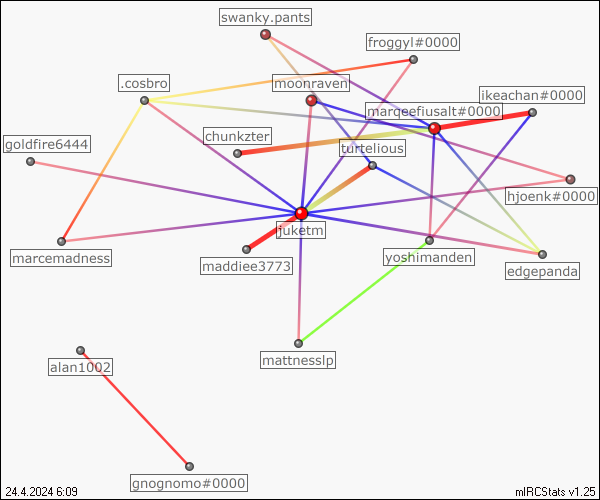 swanky.pants
froggyl#0000
.cosbro
moonraven
ikeachan#0000
marqeefiusalt#0000
chunkzter
goldfire6444
turtelious
hjoenk#0000
juketm
marcemadness
maddiee3773
yoshimanden
edgepanda
mattnesslp
alan1002
gnognomo#0000
24.4.2024 6:09
mIRCStats v1.25